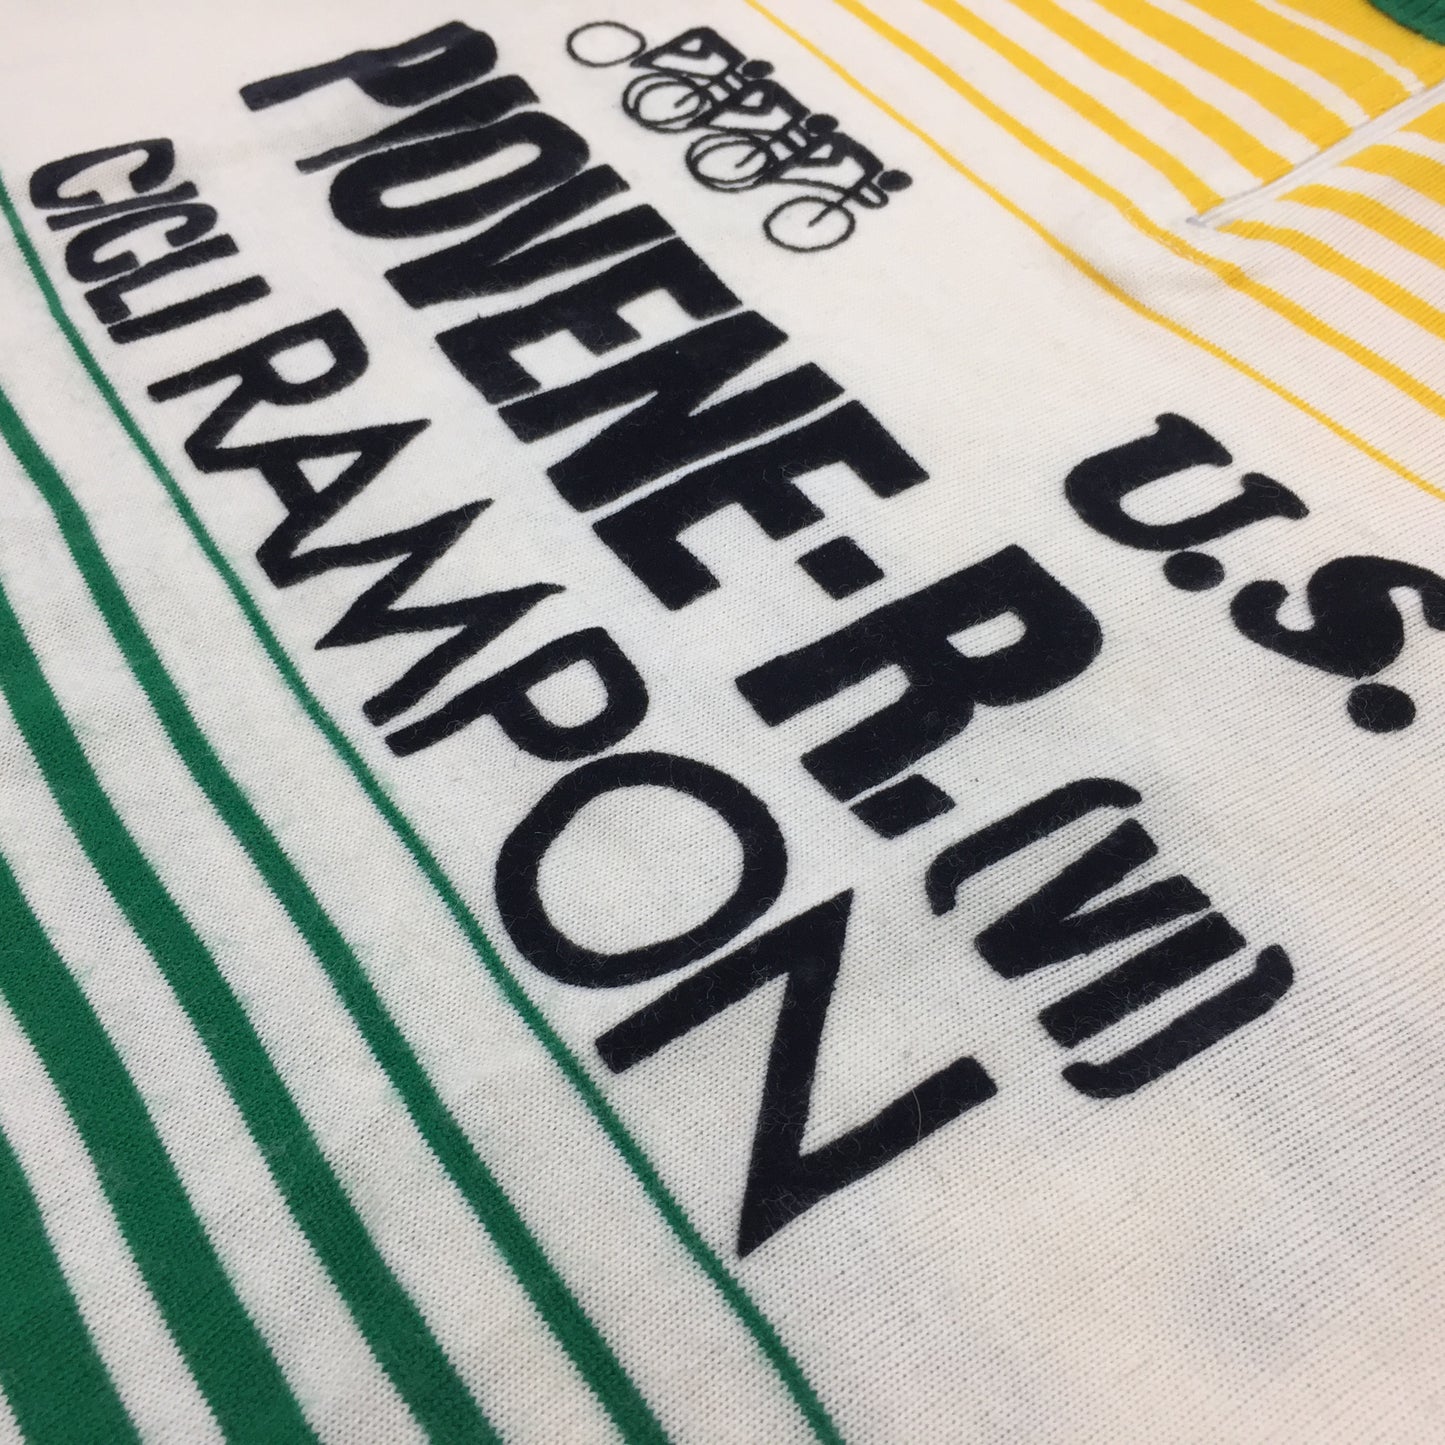 U.S.
PIOVENE·R.(VI)
CICLI RAMPON